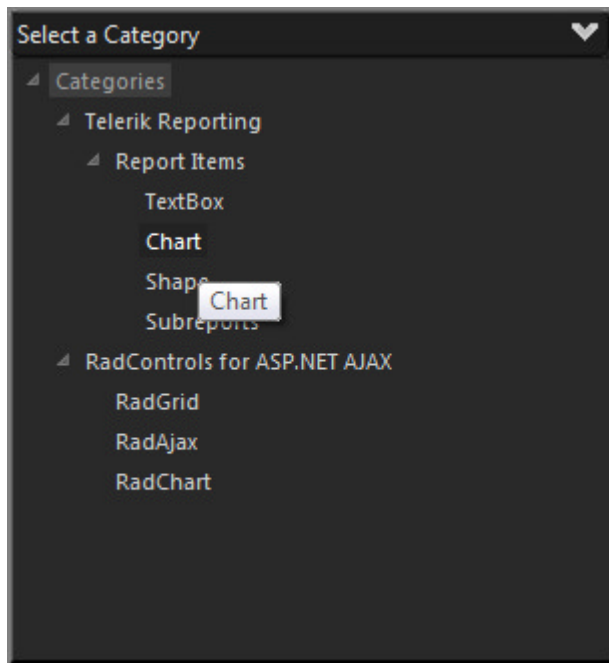 Select a Category
Categories
Telerik Reporting
Report Items
TextBox
Chart
Shape
Chart
Subreports
RadControls for ASP.NET AJAX
RadGrid
RadAjax
RadChart